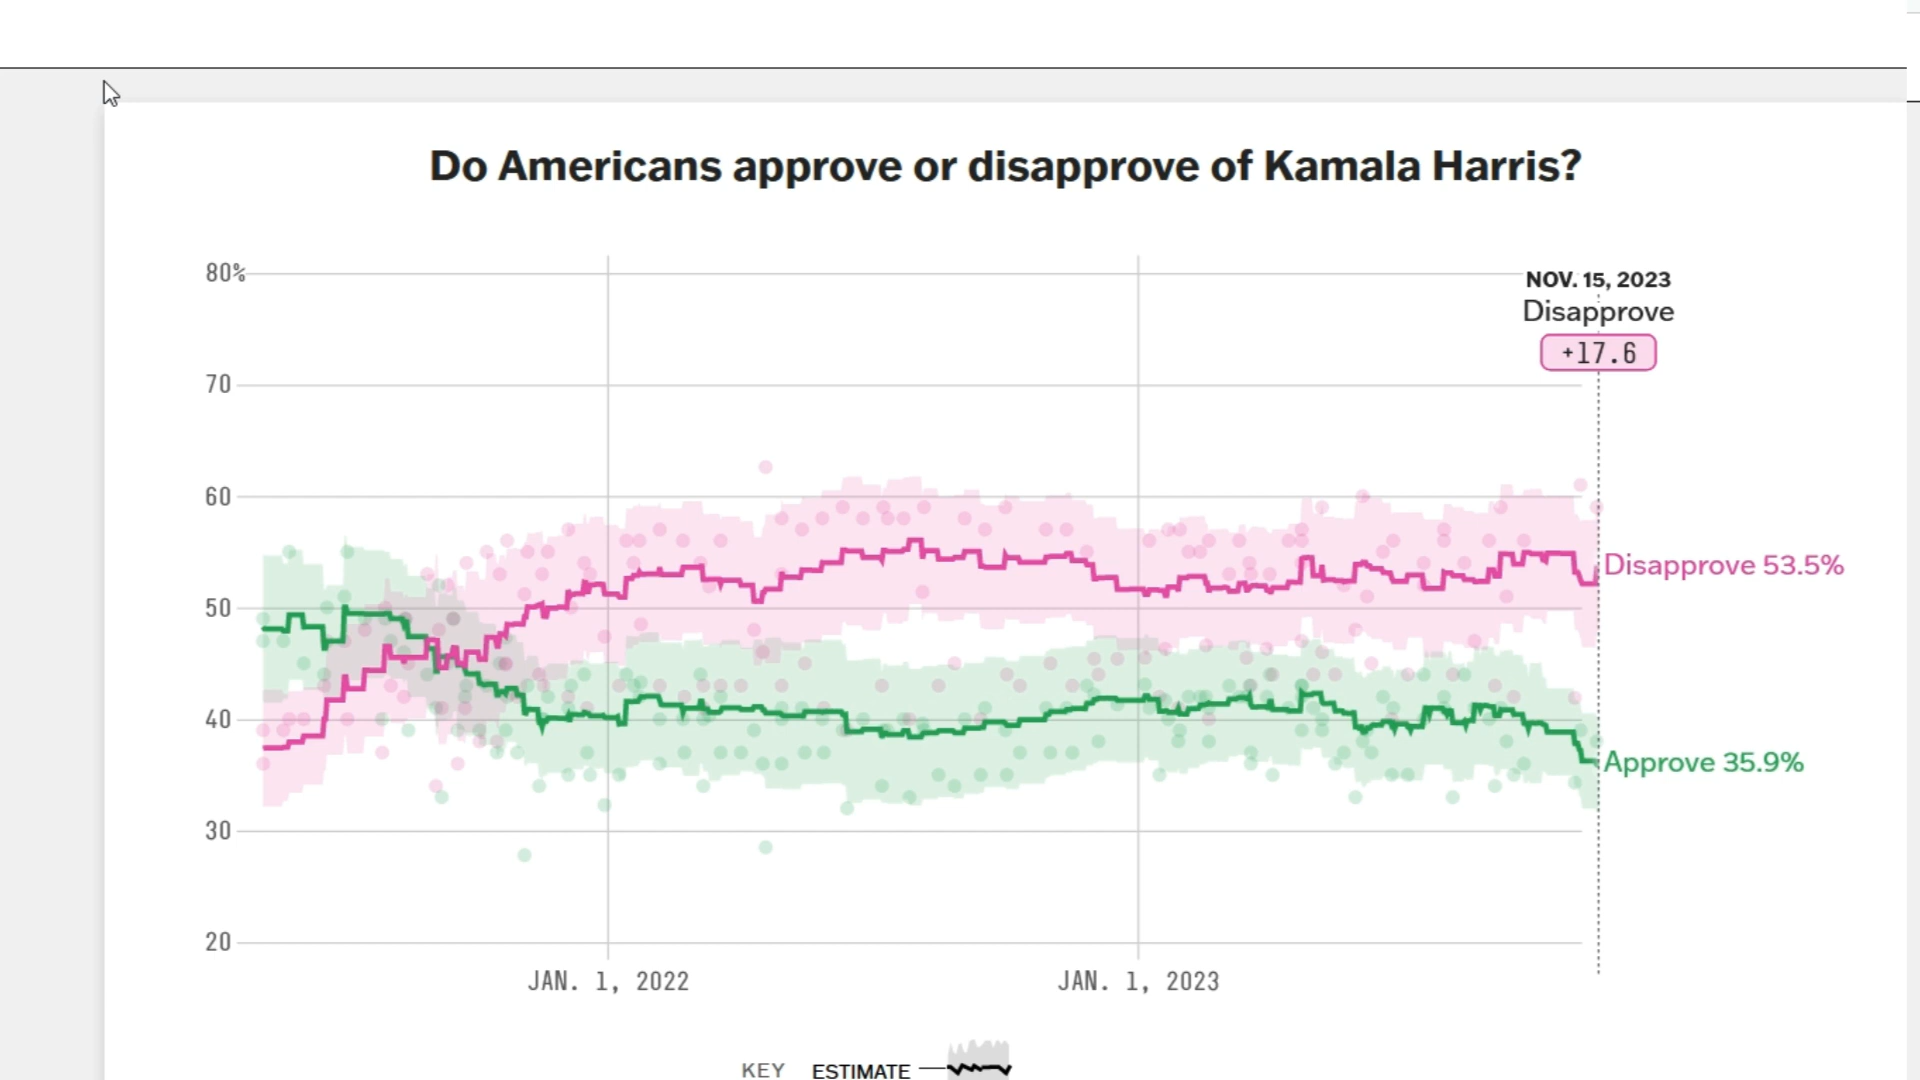 Do Americans approve or disapprove of Kamala Harris?
80%
NOV. 15, 2023
Disapprove
+17.6
70
60
Disapprove 53.5%
50
40
Approve 35.9%
30
20
JAN. 1, 2022 JAN. 1, 2023
KEY ESTIMATE